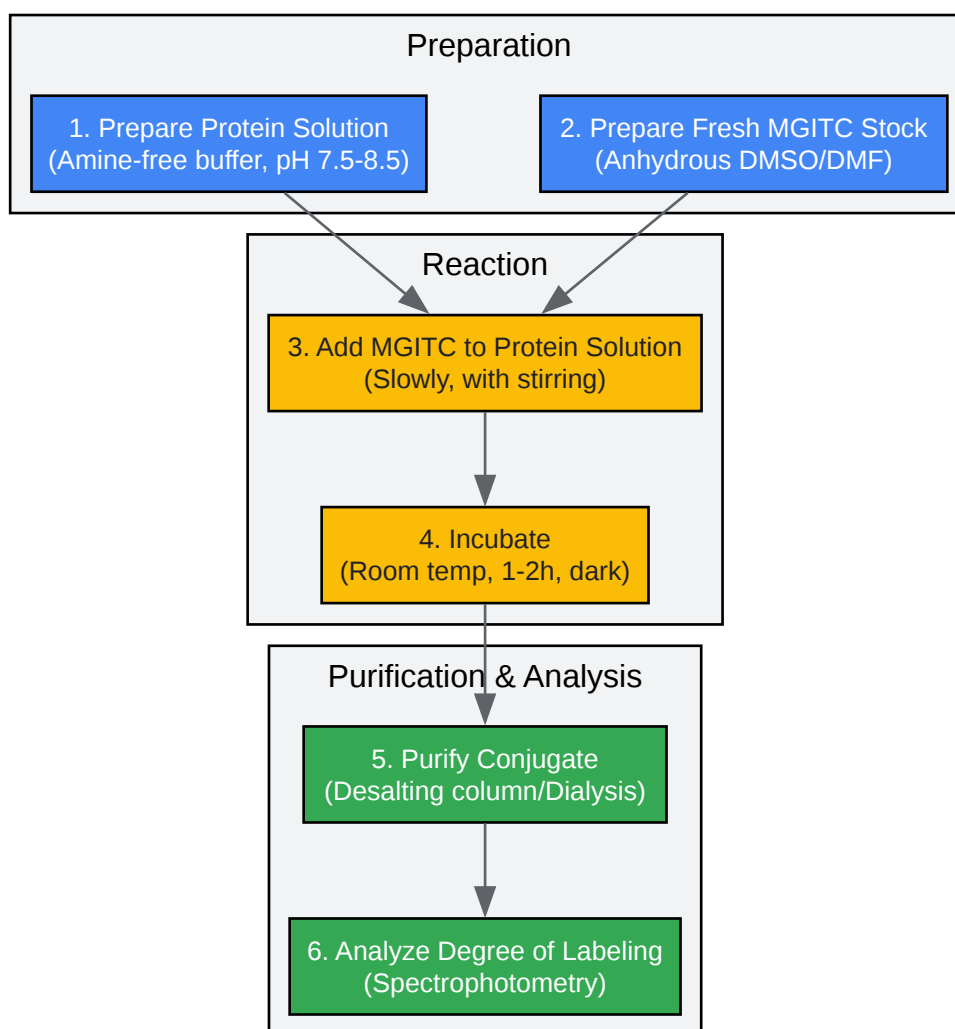 Preparation
1. Prepare Protein Solution
(Amine-free buffer, pH 7.5-8.5)
2. Prepare Fresh MGITC Stock
(Anhydrous DMSO/DMF)
Reaction
3. Add MGITC to Protein Solution
(Slowly, with stirring)
4. Incubate
(Room temp, 1-2h, dark)
Purification & Analysis
5. Purify Conjugate
(Desalting column/Dialysis)
6. Analyze Degree of Labeling
(Spectrophotometry)